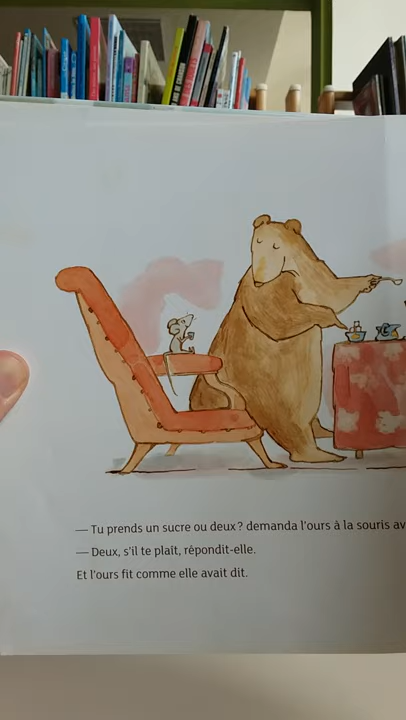 — Tu prends un sucre ou deux ? demanda l'ours à la souris
— Deux, s'il te plaît, répondit-elle.
Et l'ours fit comme elle avait dit.